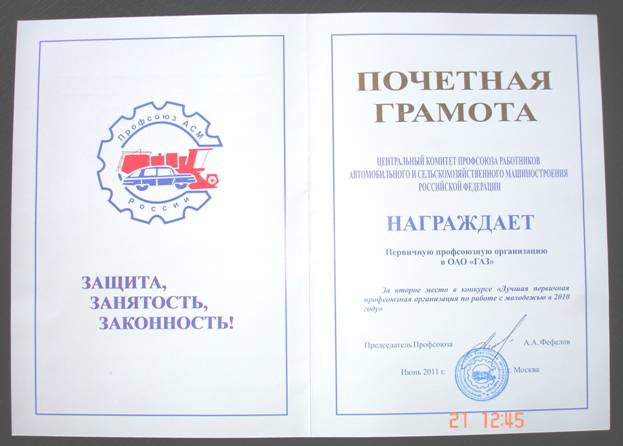 Профсоюз АСМ
России
ЗАЩИТА,
ЗАНЯТОСТЬ,
ЗАКОННОСТЬ!
ПОЧЕТНАЯ
ГРАМОТА
ЦЕНТРАЛЬНЫЙ КОМИТЕТ ПРОФСОЮЗА РАБОТНИКОВ
АВТОМОБИЛЬНОГО И СЕЛЬСКОХОЗЯЙСТВЕННОГО МАШИНОСТРОЕНИЯ
РОССИЙСКОЙ ФЕДЕРАЦИИ
НАГРАЖДАЕТ
Первичную профсоюзную организацию
в ОАО «ГАЗ»
За второе место в конкурсе «Лучшая первичная
профсоюзная организация по работе с молодежью в 2010
году»
Председатель Профсоюза А.А. Фефелов
Июнь 2011 г. г. Москва
21 12:45